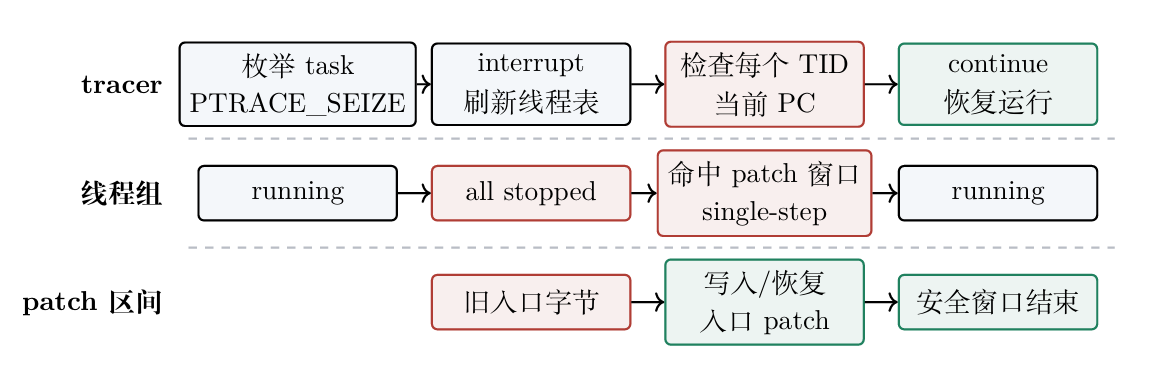 tracer
枚举 task
PTRACE_SEIZE
interrupt
刷新线程表
检查每个 TID
当前 PC
continue
恢复运行
线程组
running
all stopped
命中 patch 窗口
single-step
running
patch 区间
旧入口字节
写入/恢复
入口 patch
安全窗口结束